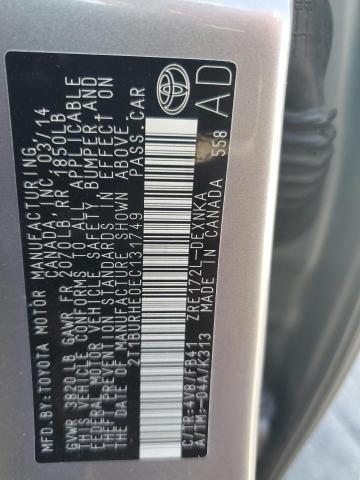 MFD.BY:TOYOTA MOTOR MANUFACTURING
CANADA, INC. 03/14
GVWR 3820 LB GAWR FR 2070 LB RR 1850LB
THIS VEHICLE CONFORMS TO ALL APPLICABLE
FEDERAL MOTOR VEHICLE SAFETY BUMPER, AND
THEFT PREVENTION STANDARDS IN EFFECT ON
THE DATE OF MANUFACTURE SHOWN ABOVE.
2T1BURHE0EC131749 PASS.CAR
C/TR:4V8/FB41 ZRE172L-DEXNKA
A/TM:-04A/K313 MADE IN CANADA 558
AD